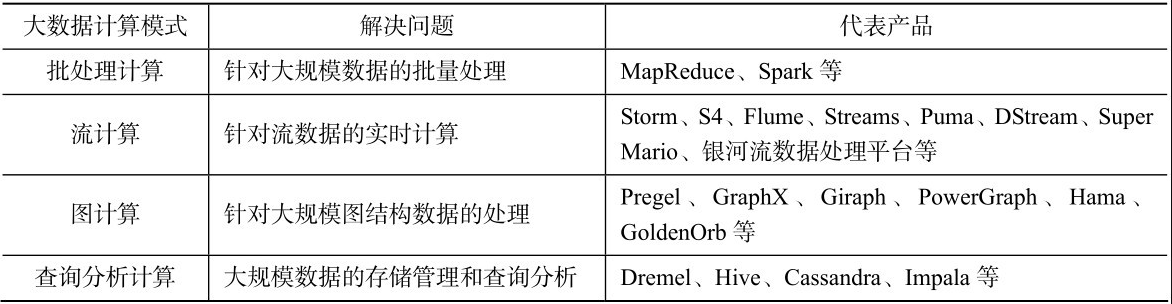 大数据计算模式 解决问题 代表产品
批处理计算 针对大规模数据的批量处理 MapReduce、Spark 等
流计算 针对流数据的实时计算 Storm、S4、Flume、Streams、Puma、DStream、Super
Mario、银河流数据处理平台等
图计算 针对大规模图结构数据的处理 Pregel 、 GraphX 、 Giraph 、 PowerGraph 、 Hama 、
GoldenOrb 等
查询分析计算 大规模数据的存储管理和查询分析 Dremel、Hive、Cassandra、Impala 等